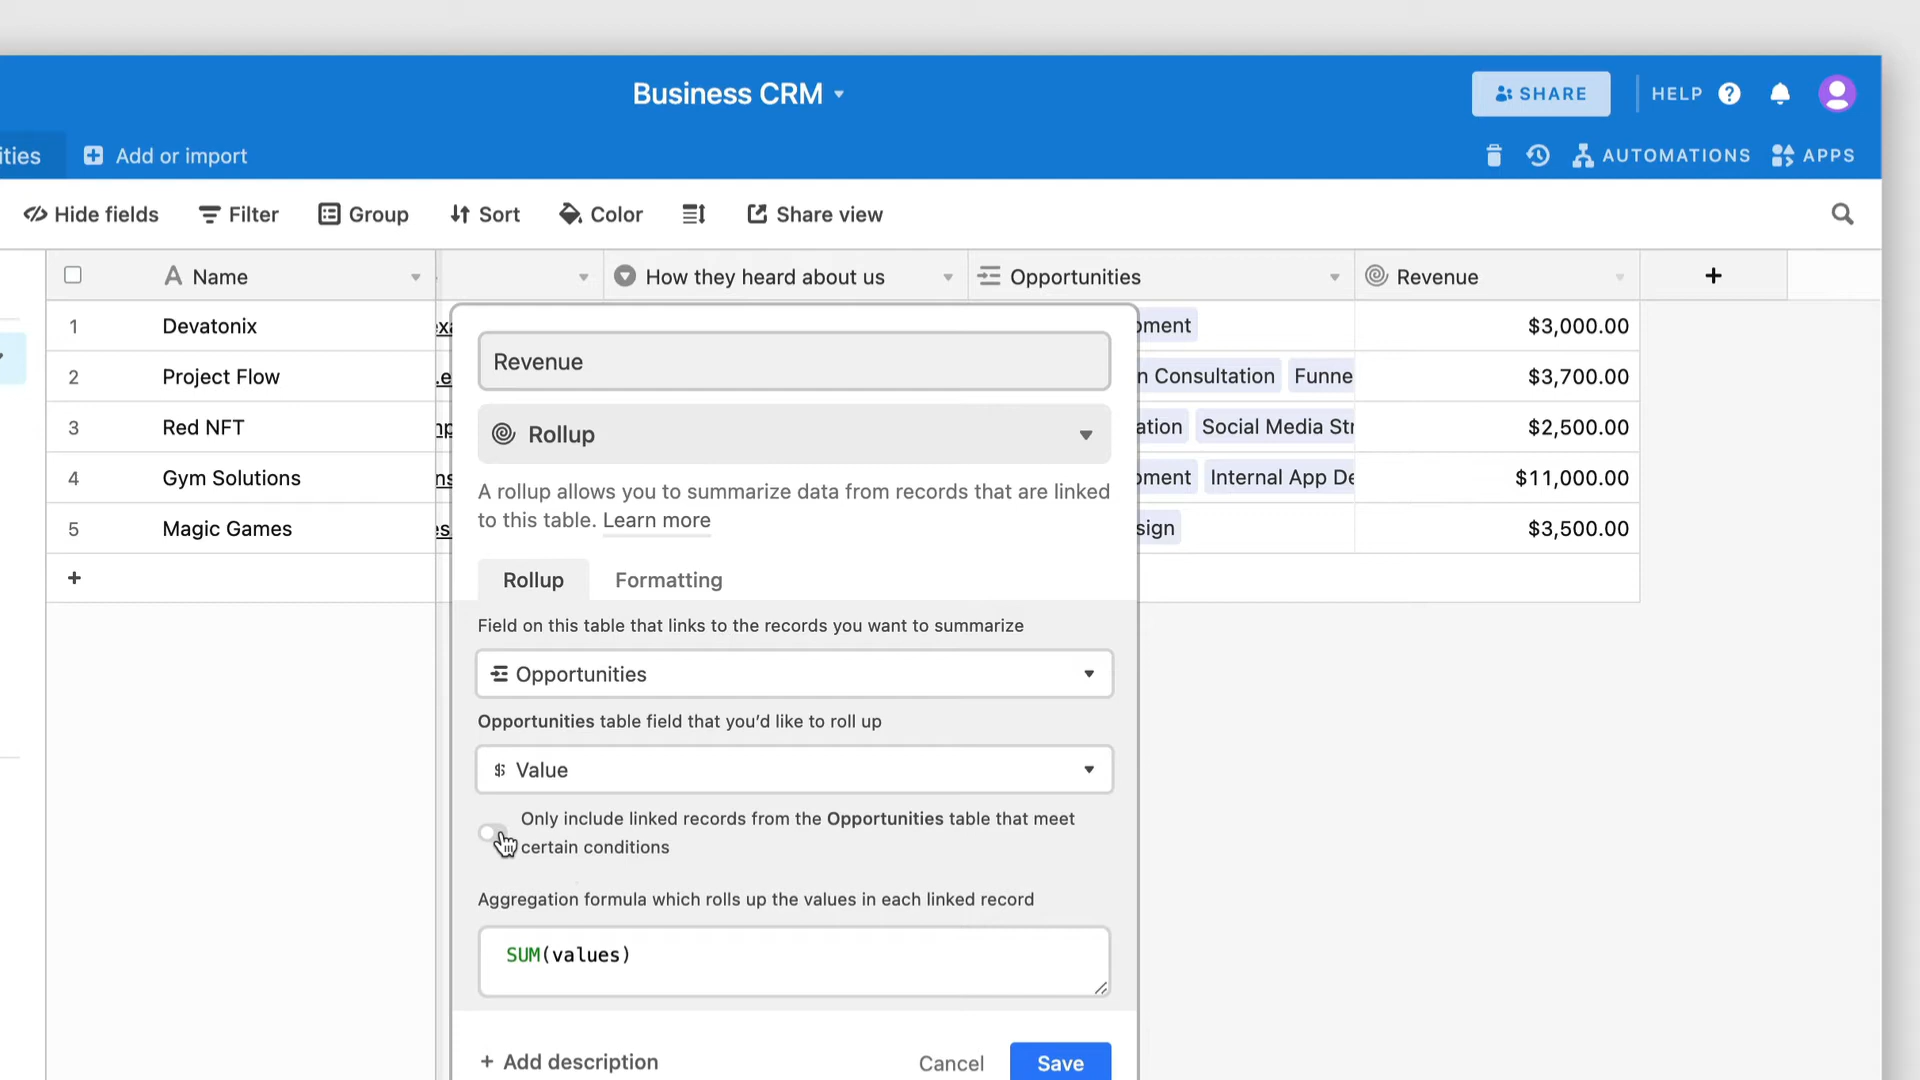 Business CRM
SHARE
HELP
Add or import
AUTOMATIONS
APPS
Hide fields
Filter
Group
Sort
Color
Share view
Name
How they heard about us
Opportunities
Revenue
1 Devatonix $3,000.00
2 Project Flow n Consultation Funne $3,700.00
3 Red NFT Social Media Str $2,500.00
4 Gym Solutions Internal App De $11,000.00
5 Magic Games $3,500.00
Revenue
Rollup
A rollup allows you to summarize data from records that are linked
to this table. Learn more
Rollup Formatting
Field on this table that links to the records you want to summarize
Opportunities
Opportunities table field that you'd like to roll up
Value
Only include linked records from the Opportunities table that meet
certain conditions
Aggregation formula which rolls up the values in each linked record
SUM(values)
+ Add description Cancel Save